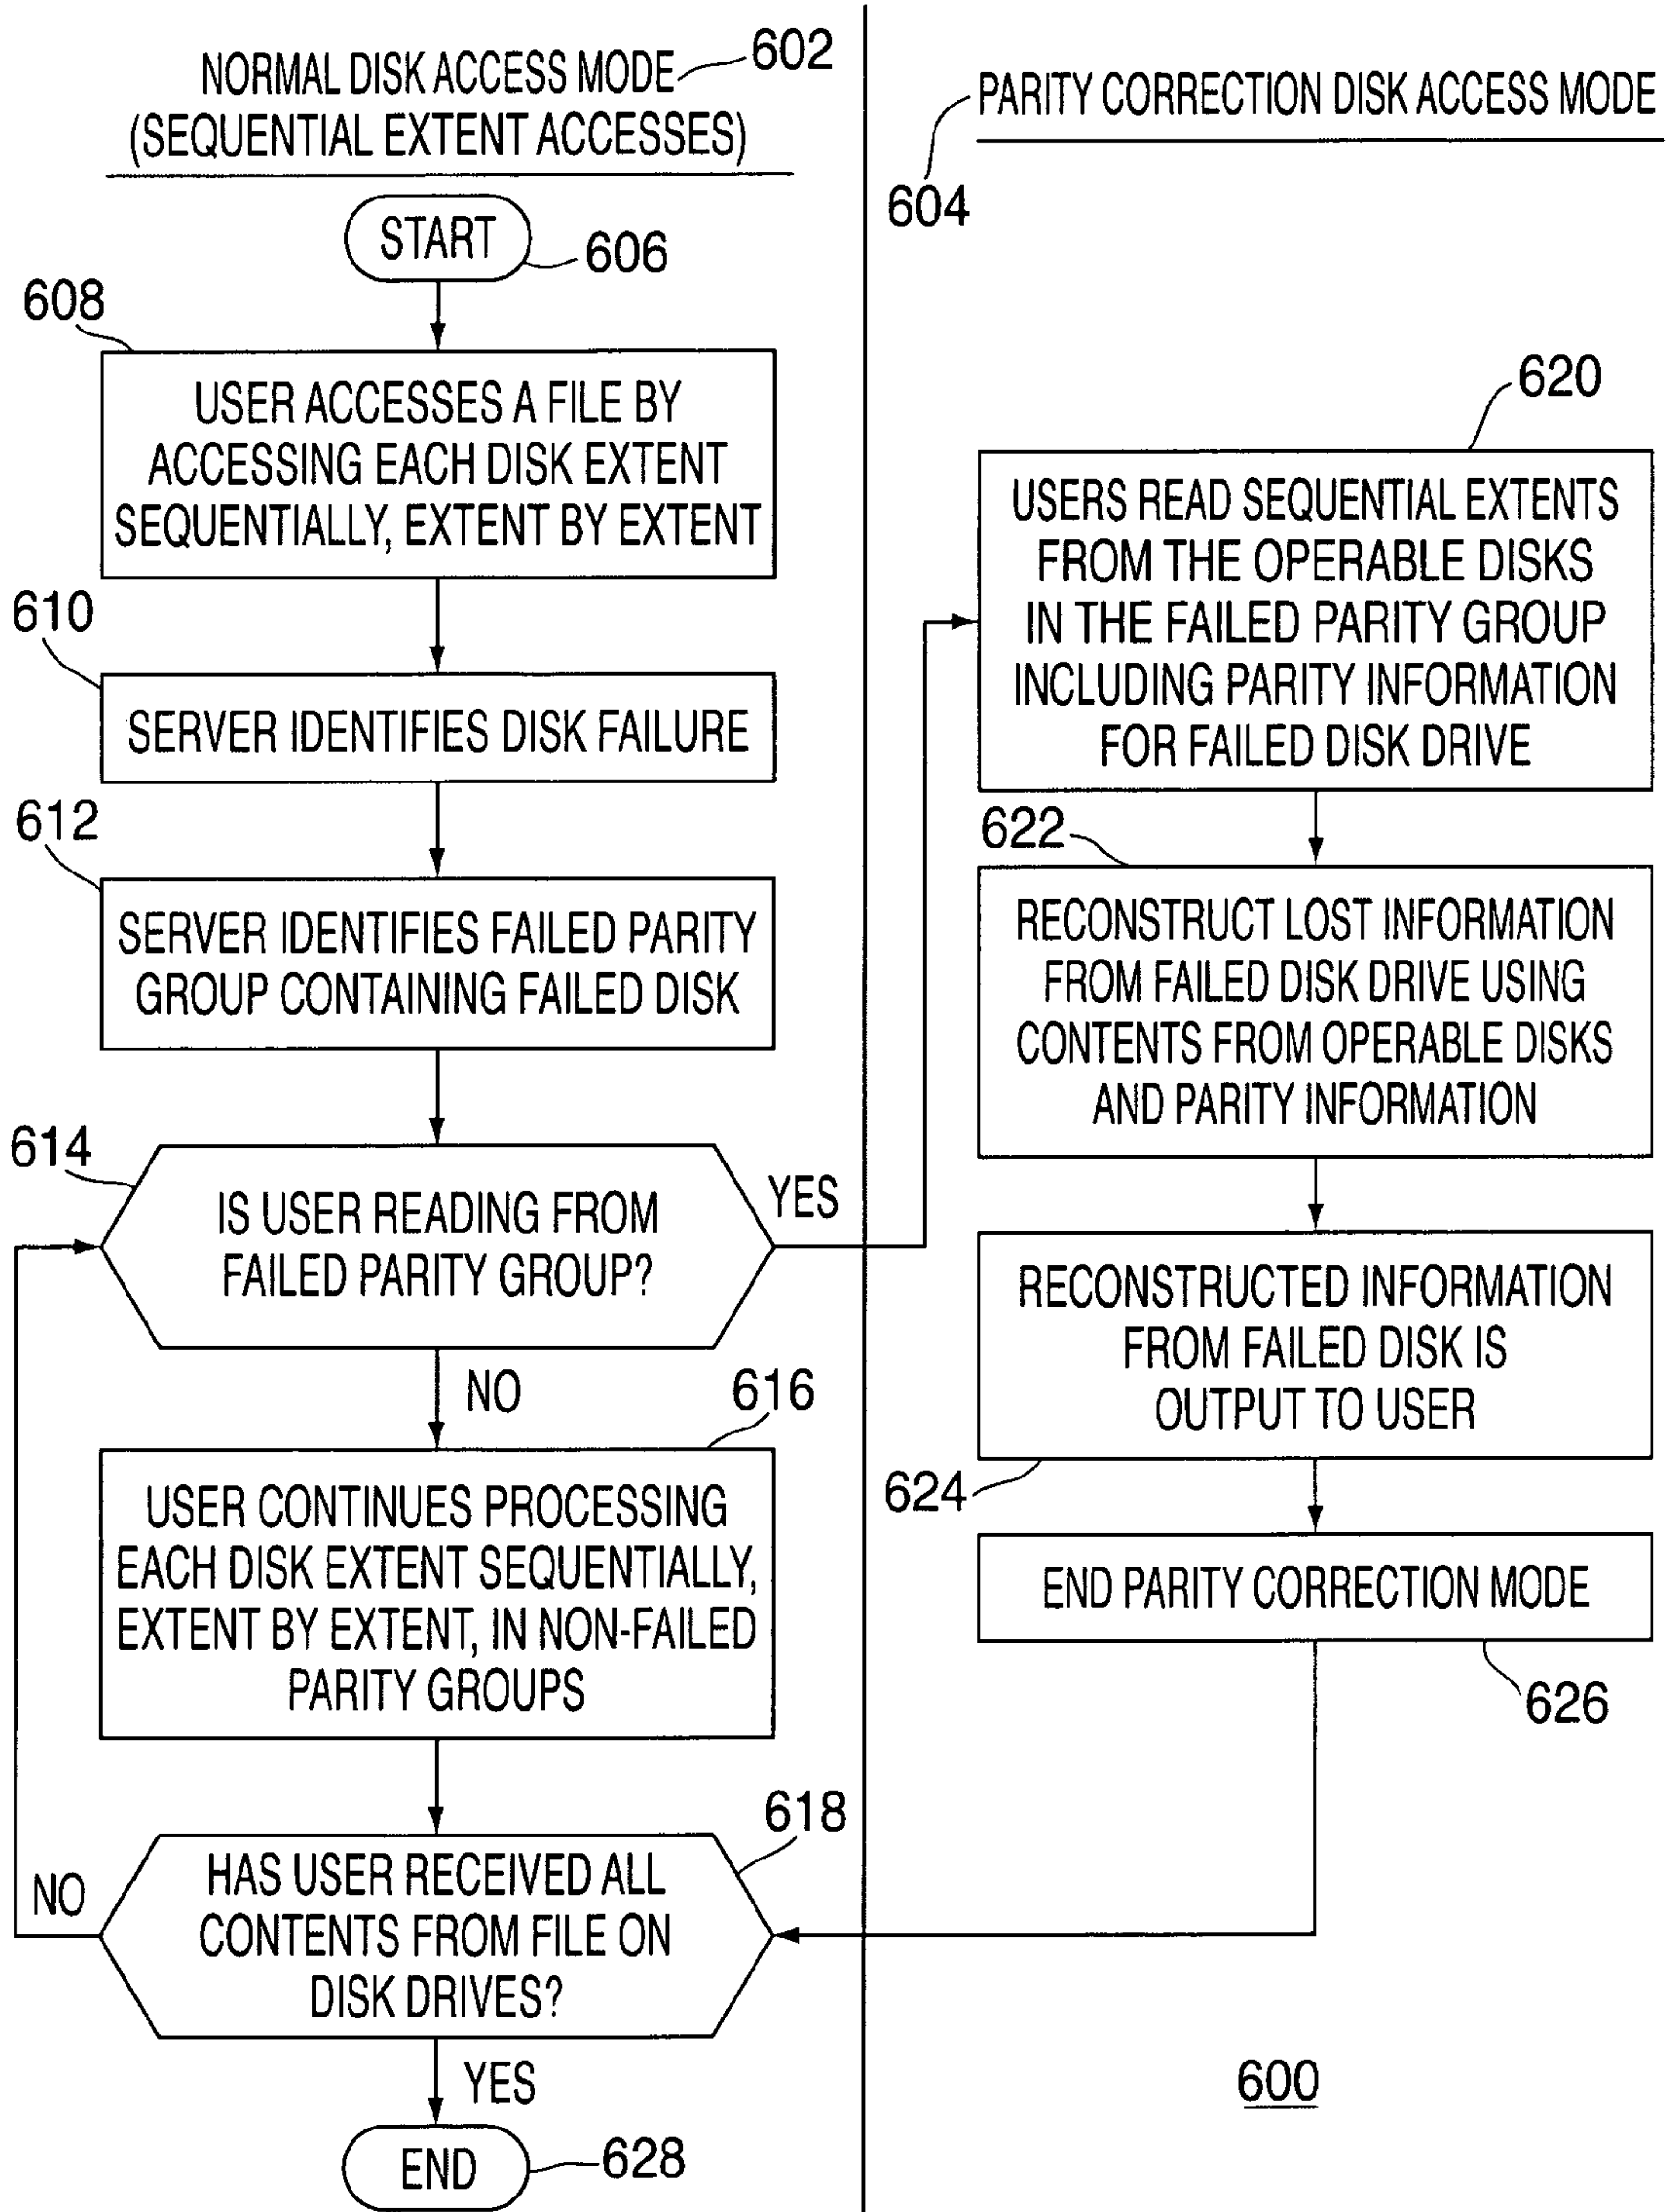 NORMAL DISK ACCESS MODE
(SEQUENTIAL EXTENT ACCESSES)
602
START
606
608
USER ACCESSES A FILE BY
ACCESSING EACH DISK EXTENT
SEQUENTIALLY, EXTENT BY EXTENT
610
SERVER IDENTIFIES DISK FAILURE
612
SERVER IDENTIFIES FAILED PARITY
GROUP CONTAINING FAILED DISK
614
IS USER READING FROM
FAILED PARITY GROUP?
YES
NO
616
USER CONTINUES PROCESSING
EACH DISK EXTENT SEQUENTIALLY,
EXTENT BY EXTENT, IN NON-FAILED
PARITY GROUPS
618
HAS USER RECEIVED ALL
CONTENTS FROM FILE ON
DISK DRIVES?
NO
YES
END
628
PARITY CORRECTION DISK ACCESS MODE
604
620
USERS READ SEQUENTIAL EXTENTS
FROM THE OPERABLE DISKS
IN THE FAILED PARITY GROUP
INCLUDING PARITY INFORMATION
FOR FAILED DISK DRIVE
622
RECONSTRUCT LOST INFORMATION
FROM FAILED DISK DRIVE USING
CONTENTS FROM OPERABLE DISKS
AND PARITY INFORMATION
RECONSTRUCTED INFORMATION
FROM FAILED DISK IS
OUTPUT TO USER
624
END PARITY CORRECTION MODE
626
600